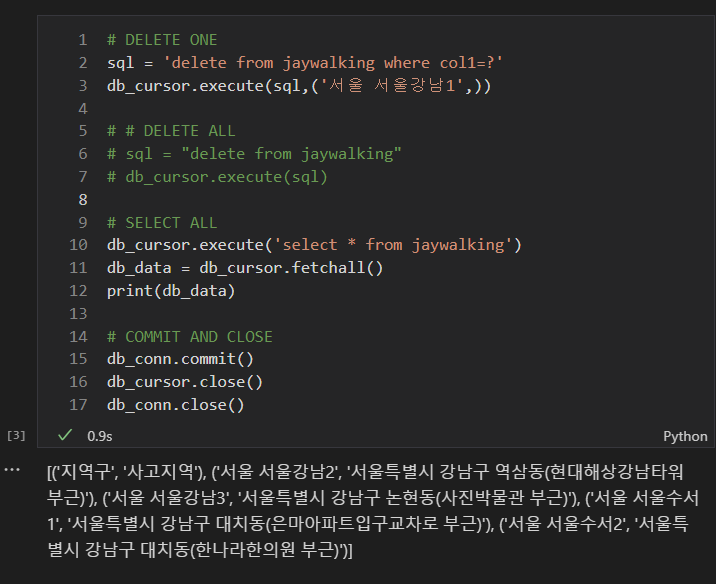 1 # DELETE ONE
2 sql = 'delete from jaywalking where col1=?'
3 db_cursor.execute(sql,('서울 서울강남1',))
4
5 # # DELETE ALL
6 # sql = "delete from jaywalking"
7 # db_cursor.execute(sql)
8
9 # SELECT ALL
10 db_cursor.execute('select * from jaywalking')
11 db_data = db_cursor.fetchall()
12 print(db_data)
13
14 # COMMIT AND CLOSE
15 db_conn.commit()
16 db_cursor.close()
17 db_conn.close()
[3] ✓ 0.9s Python
··· [('지역구', '사고지역'), ('서울 서울강남2', '서울특별시 강남구 역삼동(현대해상강남타워
부근)'), ('서울 서울강남3', '서울특별시 강남구 논현동(사진박물관 부근)'), ('서울 서울수서
1', '서울특별시 강남구 대치동(은마아파트입구교차로 부근)'), ('서울 서울수서2', '서울특
별시 강남구 대치동(한나라한의원 부근)')]